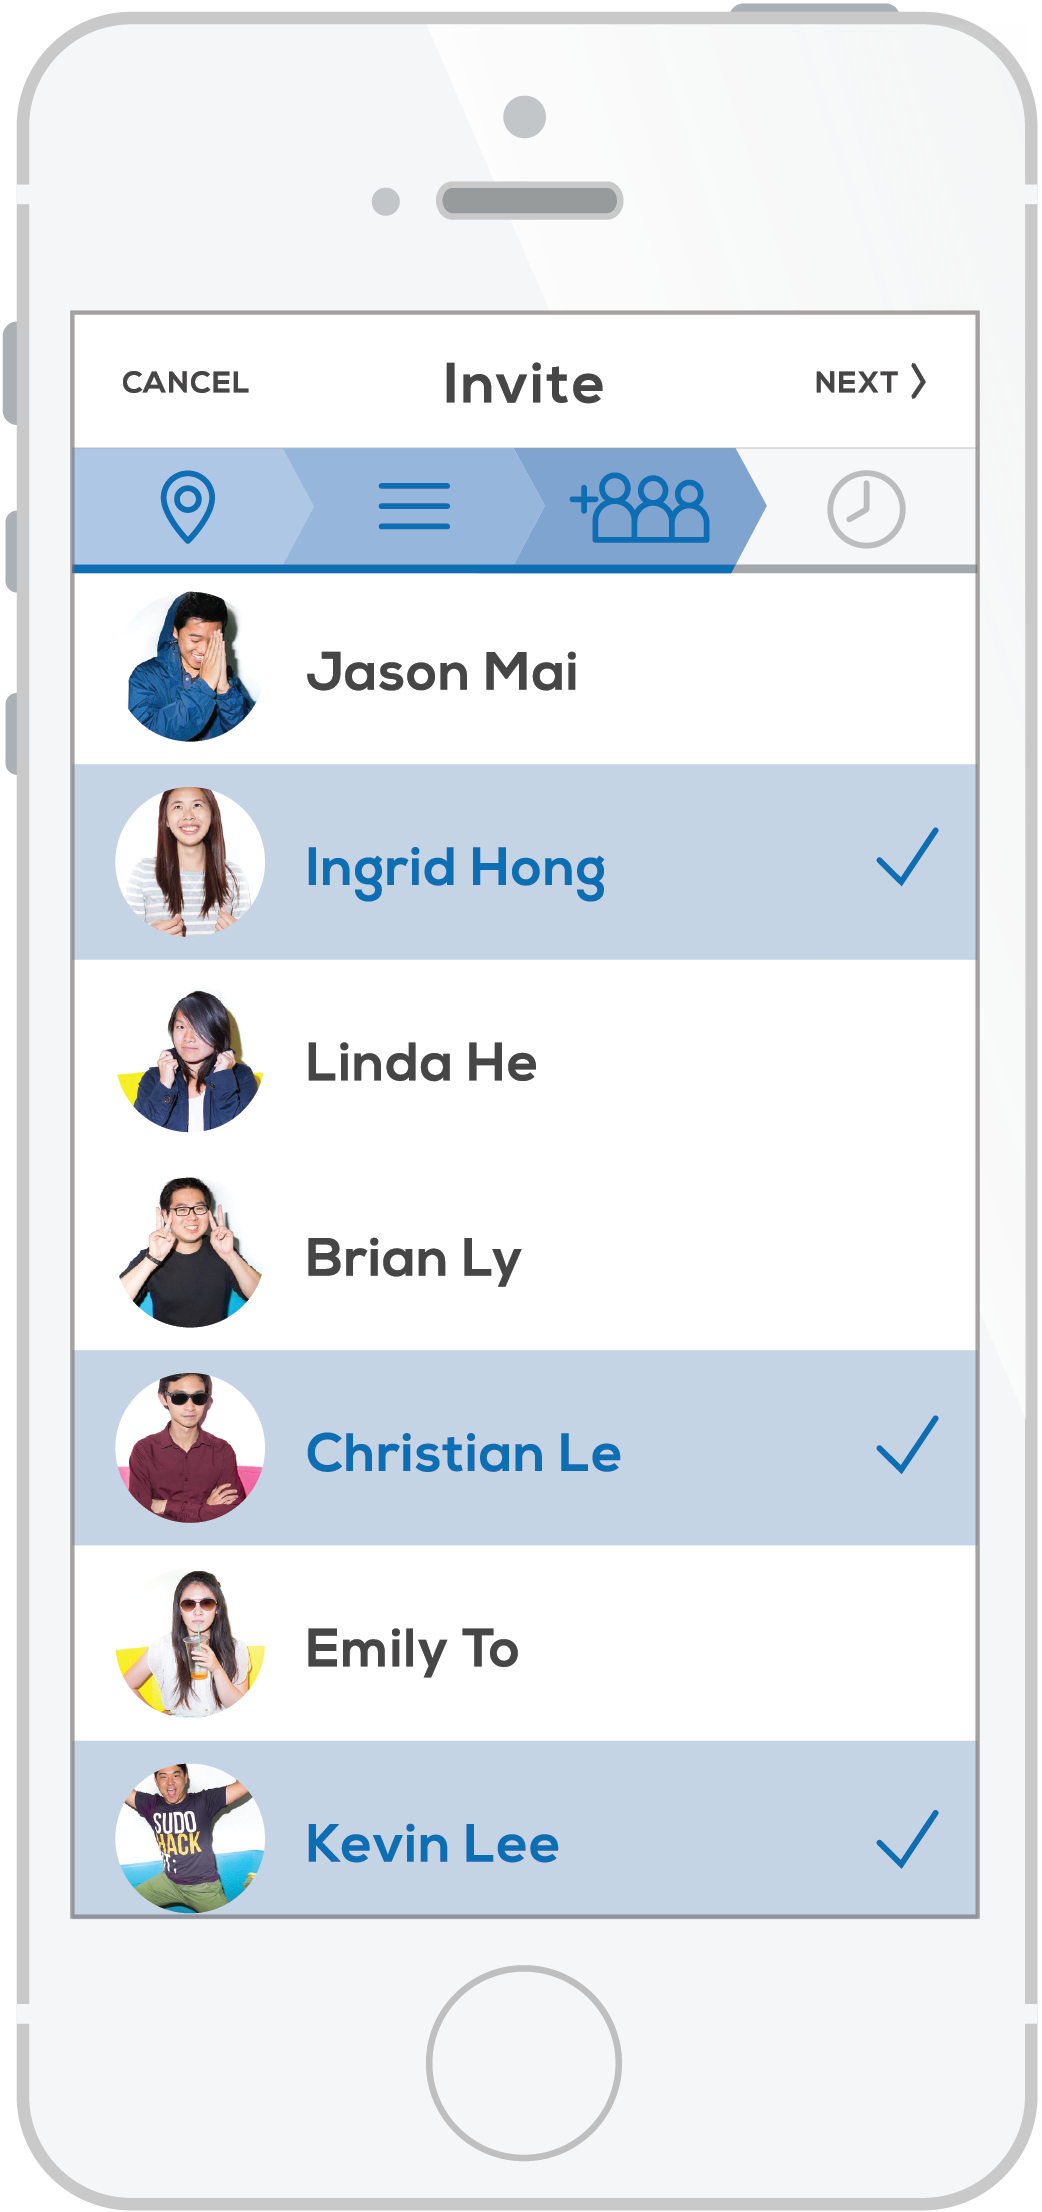 CANCEL Invite NEXT
Jason Mai
Ingrid Hong
Linda He
Brian Ly
Christian Le
Emily To
SUDO
HACK
Kevin Lee